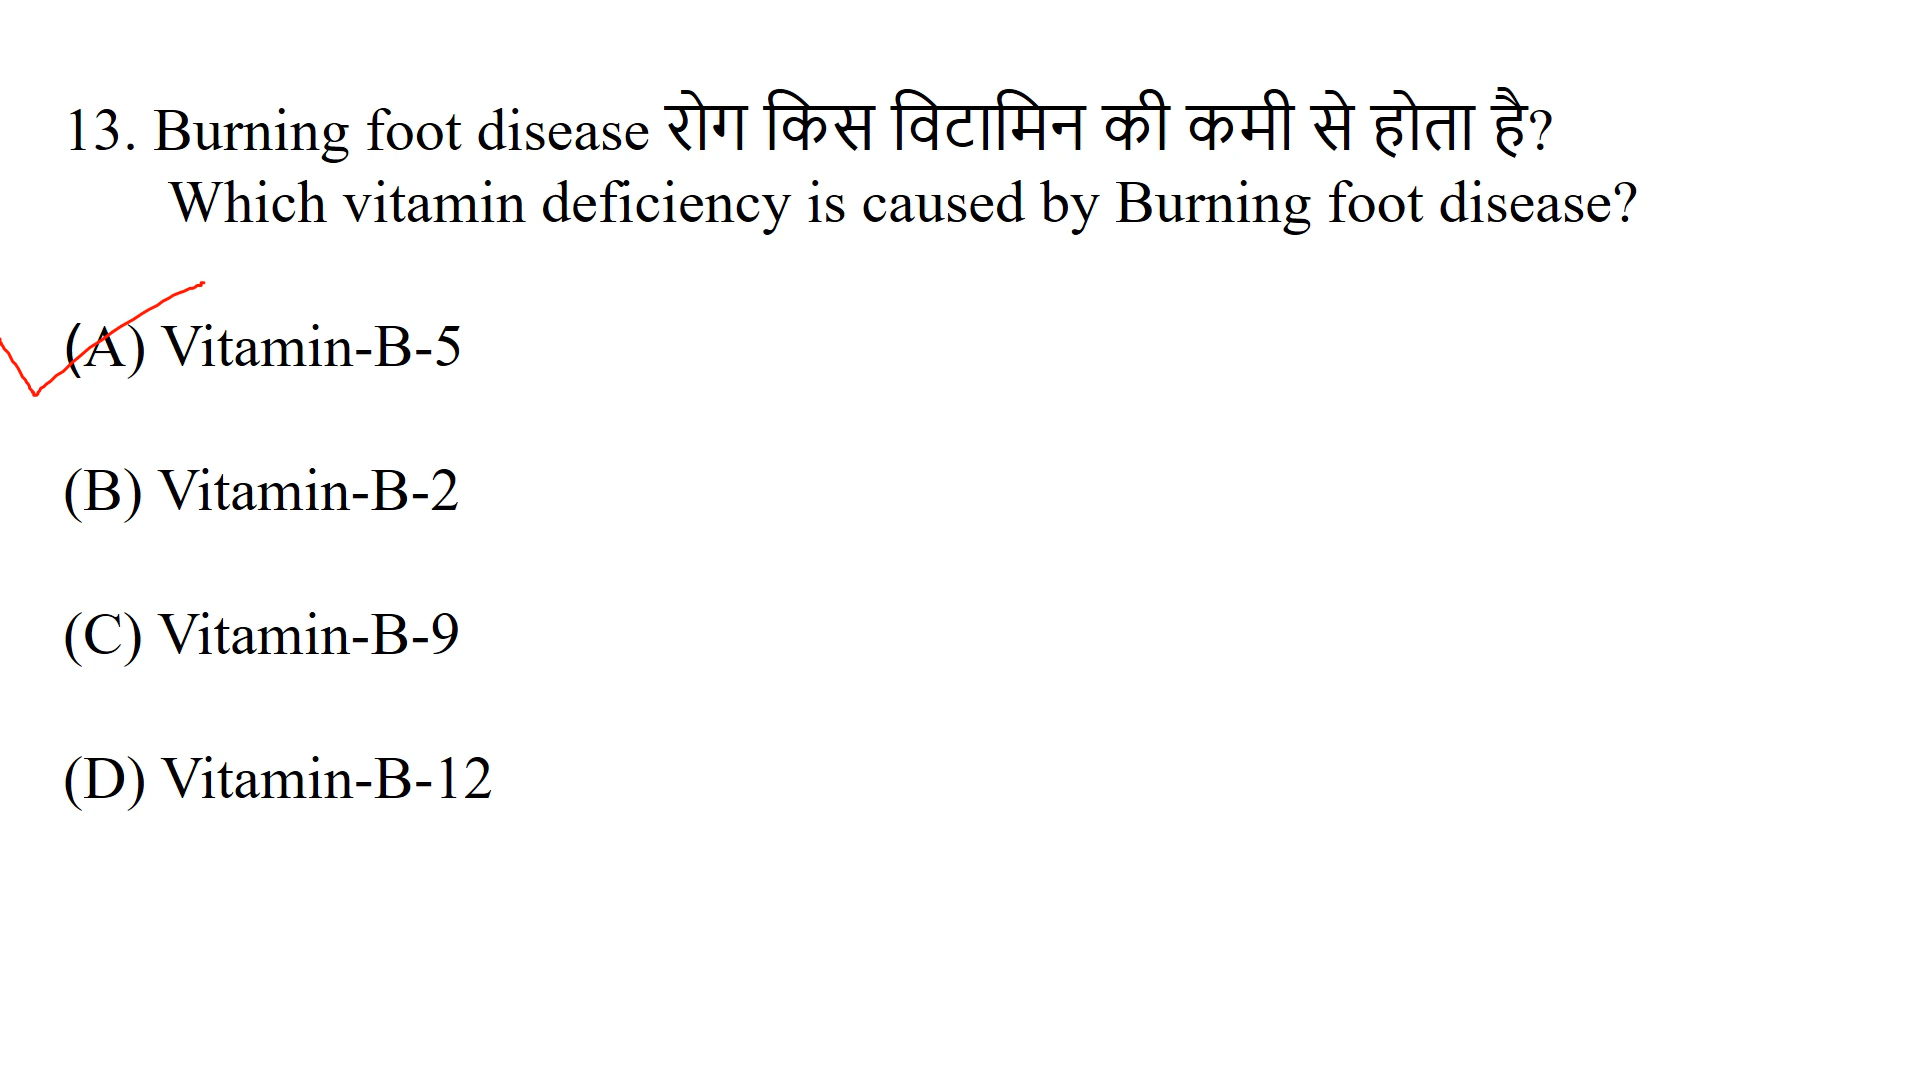 13. Burning foot disease रोग किस विटामिन की कमी से होता है?
Which vitamin deficiency is caused by Burning foot disease?
(A) Vitamin-B-5
(B) Vitamin-B-2
(C) Vitamin-B-9
(D) Vitamin-B-12